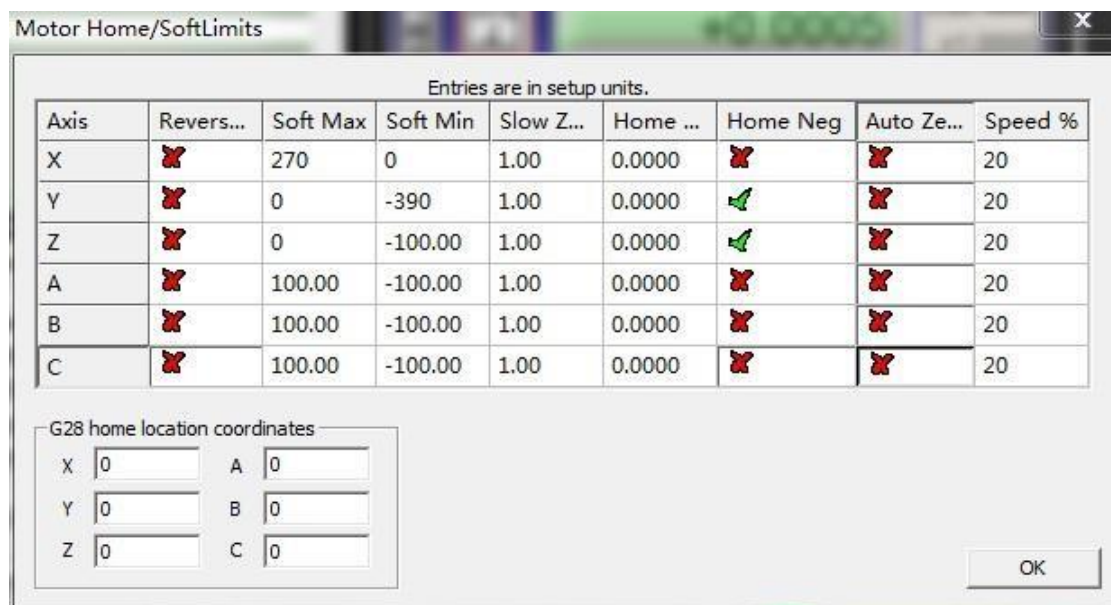 Motor Home/SoftLimits
+0.0005
X
Entries are in setup units.
Axis Revers... Soft Max Soft Min Slow Z... Home ... Home Neg Auto Ze... Speed %
X 270 0 1.00 0.0000 20
Y 0 -390 1.00 0.0000 20
Z 0 -100.00 1.00 0.0000 20
A 100.00 -100.00 1.00 0.0000 20
B 100.00 -100.00 1.00 0.0000 20
C 100.00 -100.00 1.00 0.0000 20
G28 home location coordinates
X 0 A 0
Y 0 B 0
Z 0 C 0
OK